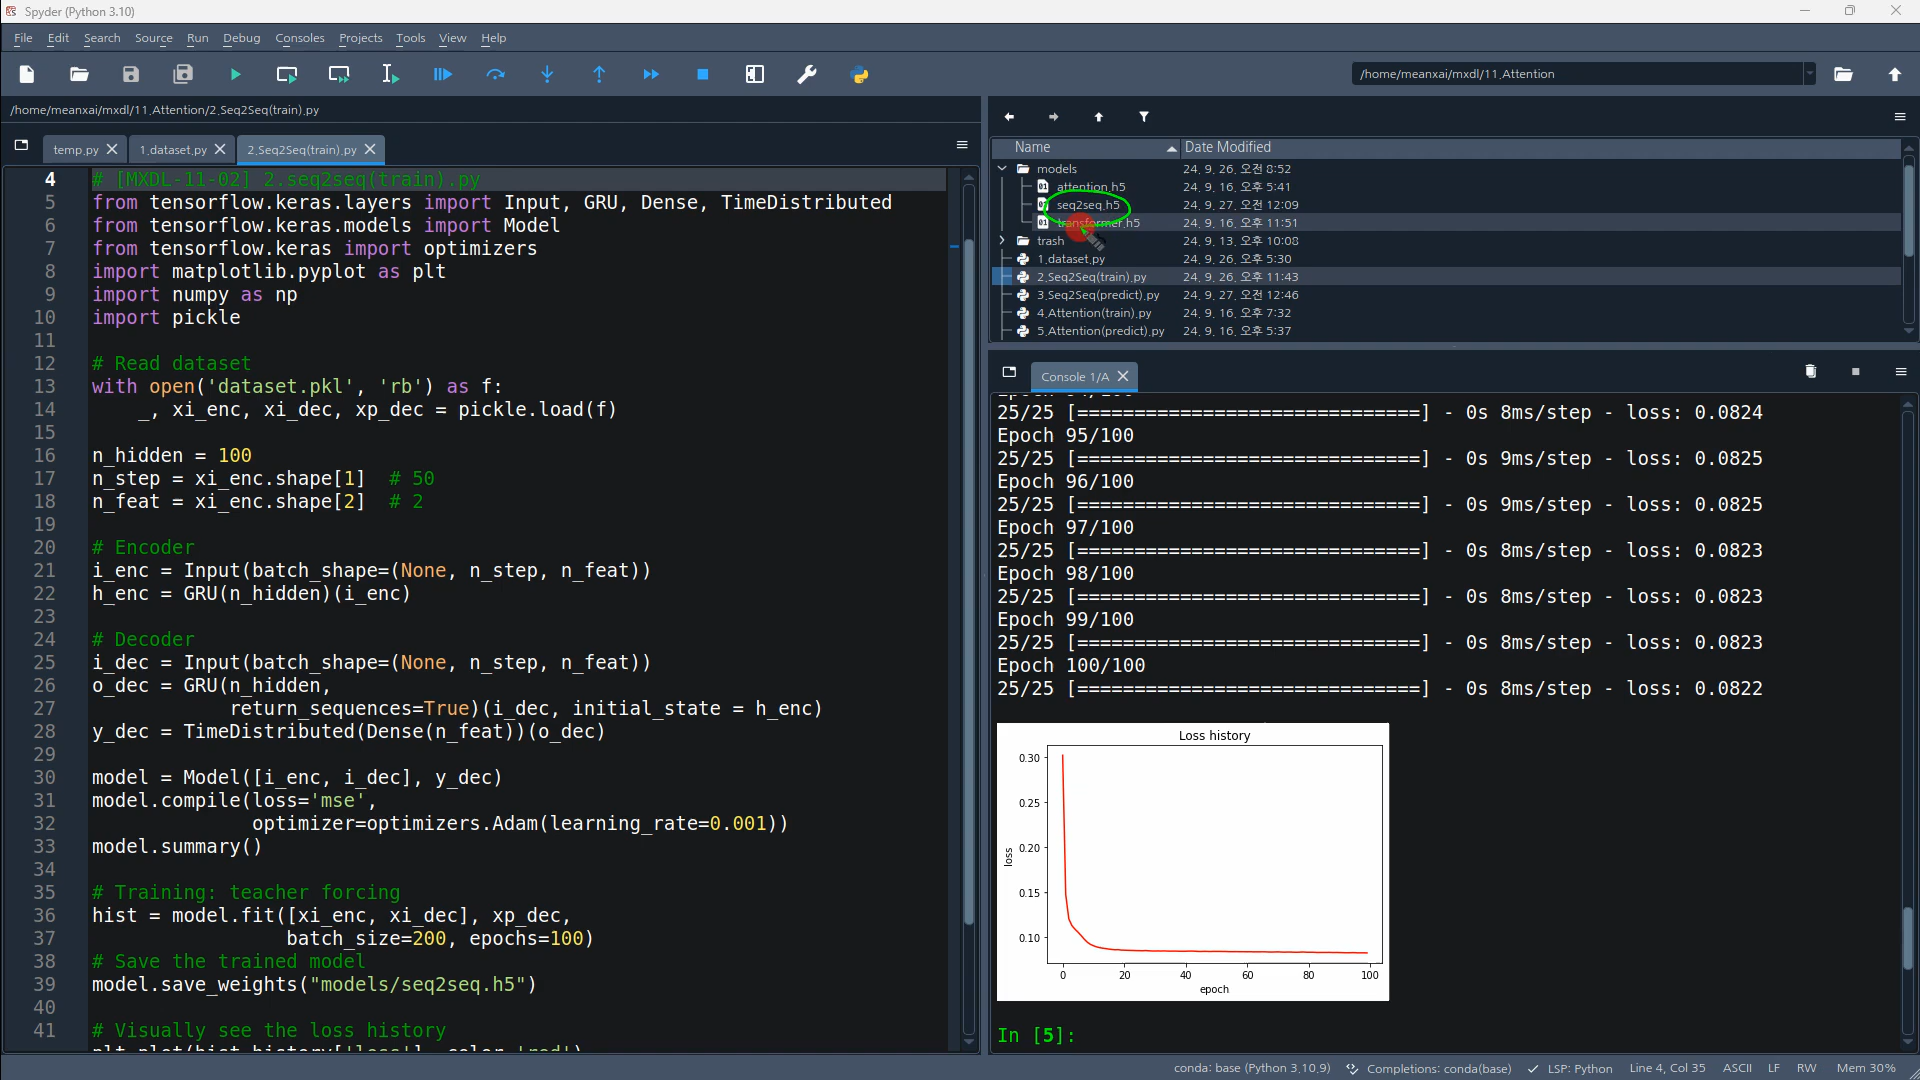 Spyder (Python 3.10)
File Edit Search Source Run Debug Consoles Projects Tools View Help
/home/meanxai/mxdl/11.Attention
/home/meanxai/mxdl/11.Attention/2.Seq2Seq(train).py
temp.py 1.dataset.py 2.Seq2Seq(train).py
4 # [MXDL-11-02] 2.seq2seq(train).py
5 from tensorflow.keras.layers import Input, GRU, Dense, TimeDistributed
6 from tensorflow.keras.models import Model
7 from tensorflow.keras import optimizers
8 import matplotlib.pyplot as plt
9 import numpy as np
10 import pickle
11
12 # Read dataset
13 with open('dataset.pkl', 'rb') as f:
14 _, xi_enc, xi_dec, xp_dec = pickle.load(f)
15
16 n_hidden = 100
17 n_step = xi_enc.shape[1] # 50
18 n_feat = xi_enc.shape[2] # 2
19
20 # Encoder
21 i_enc = Input(batch_shape=(None, n_step, n_feat))
22 h_enc = GRU(n_hidden)(i_enc)
23
24 # Decoder
25 i_dec = Input(batch_shape=(None, n_step, n_feat))
26 o_dec = GRU(n_hidden,
27 return_sequences=True)(i_dec, initial_state = h_enc)
28 y_dec = TimeDistributed(Dense(n_feat))(o_dec)
29
30 model = Model([i_enc, i_dec], y_dec)
31 model.compile(loss='mse',
32 optimizer=optimizers.Adam(learning_rate=0.001))
33 model.summary()
34
35 # Training: teacher forcing
36 hist = model.fit([xi_enc, xi_dec], xp_dec,
37 batch_size=200, epochs=100)
38 # Save the trained model
39 model.save_weights("models/seq2seq.h5")
40
41 # Visually see the loss history
plt.plot(hist.history['loss'], color='red')
Name Date Modified
models 24. 9. 26. 오전 8:52
attention.h5 24. 9. 16. 오후 5:41
seq2seq.h5 24. 9. 27. 오전 12:09
transformer.h5 24. 9. 16. 오후 11:51
trash 24. 9. 13. 오후 10:08
1.dataset.py 24. 9. 26. 오후 5:30
2.Seq2Seq(train).py 24. 9. 26. 오후 11:43
3.Seq2Seq(predict).py 24. 9. 27. 오전 12:46
4.Attention(train).py 24. 9. 16. 오후 7:32
5.Attention(predict).py 24. 9. 16. 오후 5:37
Console 1/A
25/25 [==============================] - 0s 8ms/step - loss: 0.0824
Epoch 95/100
25/25 [==============================] - 0s 9ms/step - loss: 0.0825
Epoch 96/100
25/25 [==============================] - 0s 9ms/step - loss: 0.0825
Epoch 97/100
25/25 [==============================] - 0s 8ms/step - loss: 0.0823
Epoch 98/100
25/25 [==============================] - 0s 8ms/step - loss: 0.0823
Epoch 99/100
25/25 [==============================] - 0s 8ms/step - loss: 0.0823
Epoch 100/100
25/25 [==============================] - 0s 8ms/step - loss: 0.0822
Loss history
0.30
0.25
0.20
0.15
0.10
loss
0 20 40 60 80 100
epoch
In [5]:
conda: base (Python 3.10.9) Completions: conda(base) LSP: Python Line 4, Col 35 ASCII LF RW Mem 30%